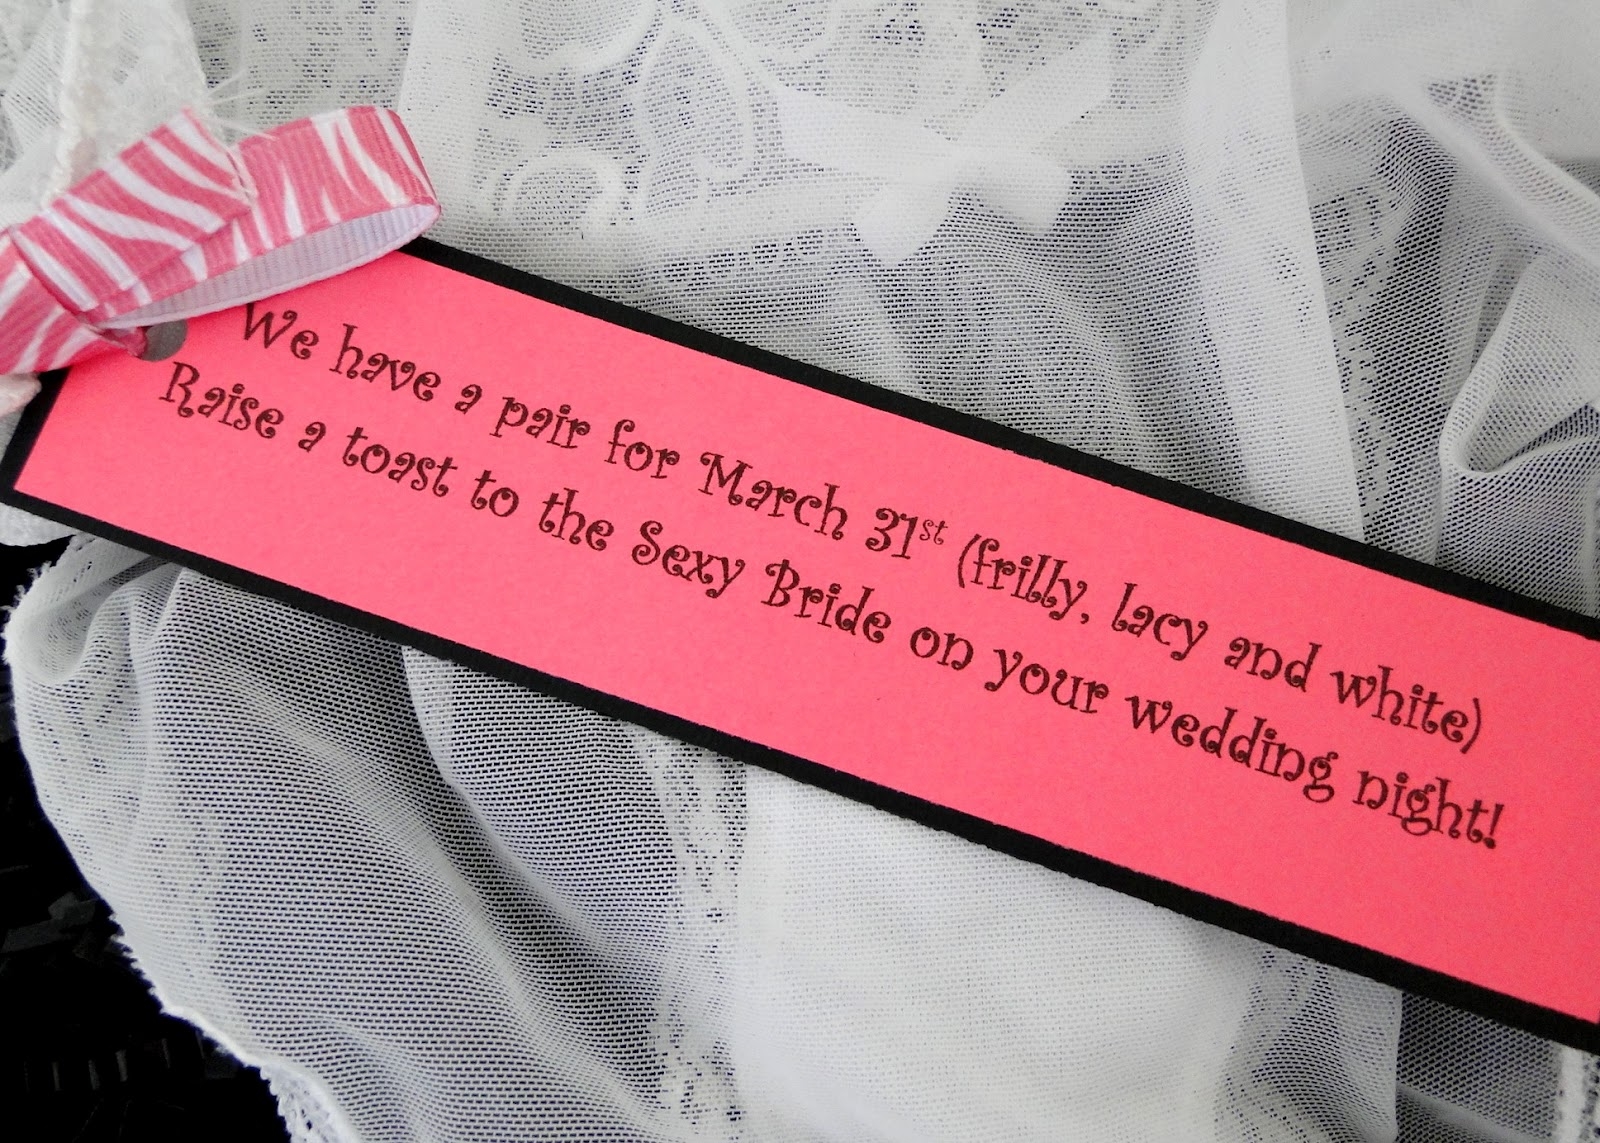 We have a pair for March 31st (frilly, lacy and white)
Raise a toast to the Sexy Bride on your wedding night!